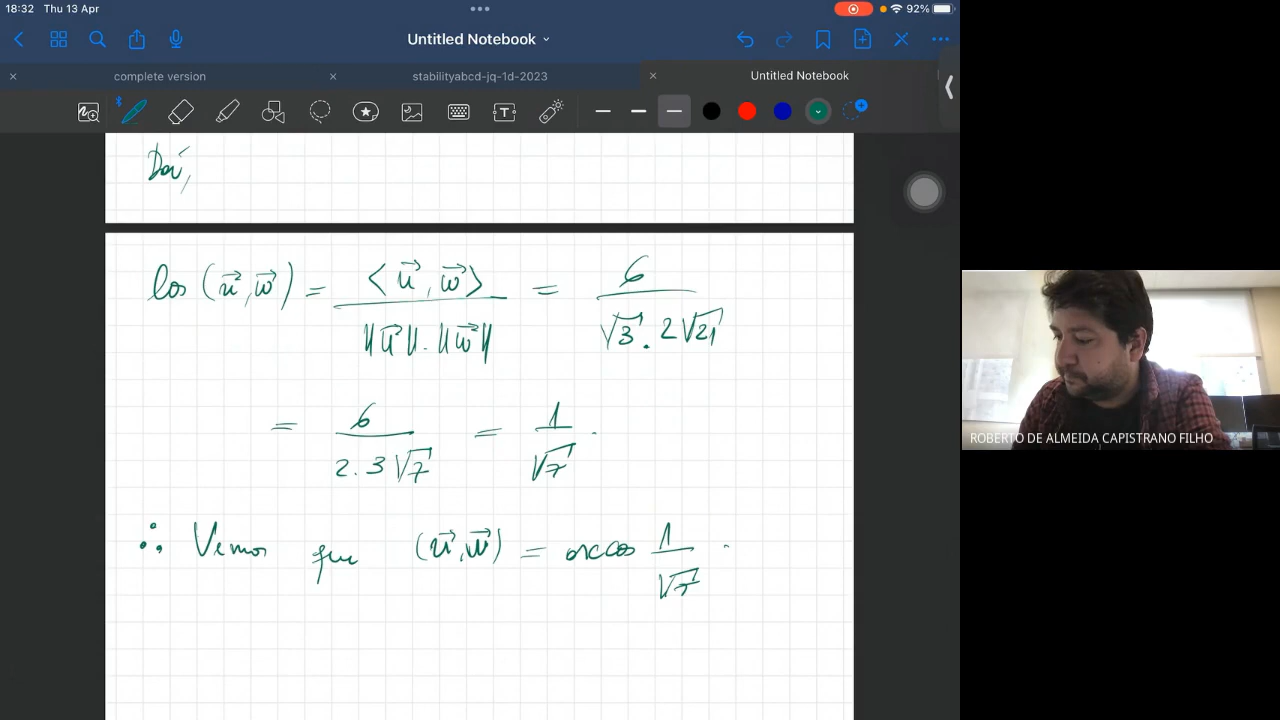 18:32 Thu 13 Apr 92%
Untitled Notebook
complete version stabilityabcd-jq-1d-2023 Untitled Notebook
Daí,
Cos (u⃗, w⃗) = <u⃗, w⃗> / ‖u⃗‖ . ‖w⃗‖ = 6 / √3 . 2√21
= 6 / 2.3√7 = 1 / √7 .
∴ Vemos que (u⃗, w⃗) = arccos 1 / √7 .
ROBERTO DE ALMEIDA CAPISTRANO FILHO